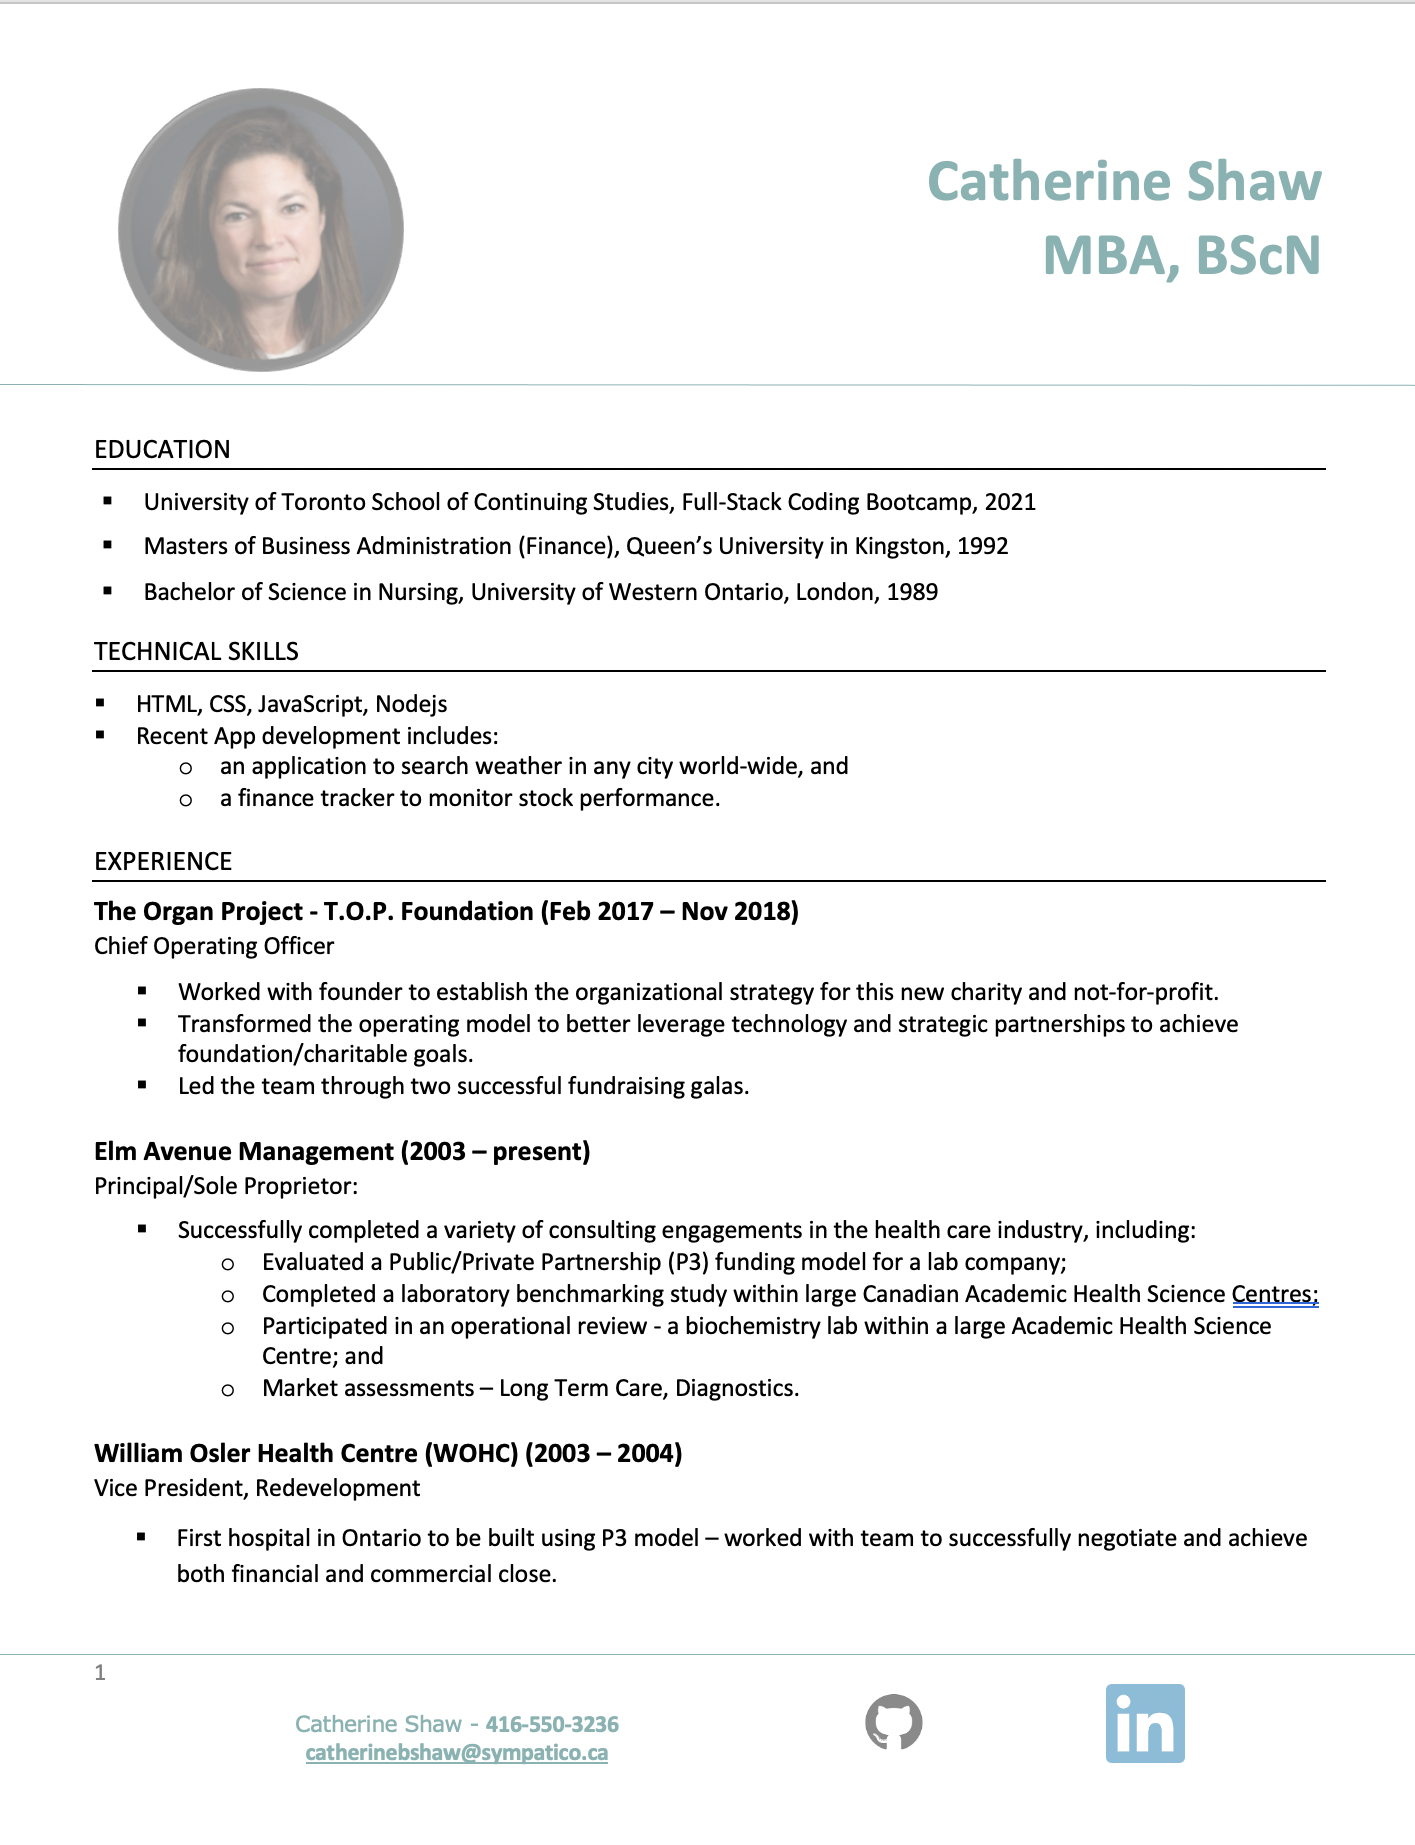 Catherine Shaw
MBA, BScN
EDUCATION
▪ University of Toronto School of Continuing Studies, Full-Stack Coding Bootcamp, 2021
▪ Masters of Business Administration (Finance), Queen’s University in Kingston, 1992
▪ Bachelor of Science in Nursing, University of Western Ontario, London, 1989
TECHNICAL SKILLS
▪ HTML, CSS, JavaScript, Nodejs
▪ Recent App development includes:
o an application to search weather in any city world-wide, and
o a finance tracker to monitor stock performance.
EXPERIENCE
The Organ Project - T.O.P. Foundation (Feb 2017 – Nov 2018)
Chief Operating Officer
▪ Worked with founder to establish the organizational strategy for this new charity and not-for-profit.
▪ Transformed the operating model to better leverage technology and strategic partnerships to achieve
foundation/charitable goals.
▪ Led the team through two successful fundraising galas.
Elm Avenue Management (2003 – present)
Principal/Sole Proprietor:
▪ Successfully completed a variety of consulting engagements in the health care industry, including:
o Evaluated a Public/Private Partnership (P3) funding model for a lab company;
o Completed a laboratory benchmarking study within large Canadian Academic Health Science Centres;
o Participated in an operational review - a biochemistry lab within a large Academic Health Science
Centre; and
o Market assessments – Long Term Care, Diagnostics.
William Osler Health Centre (WOHC) (2003 – 2004)
Vice President, Redevelopment
▪ First hospital in Ontario to be built using P3 model – worked with team to successfully negotiate and achieve
both financial and commercial close.
1
Catherine Shaw - 416-550-3236
catherinebshaw@sympatico.ca
in